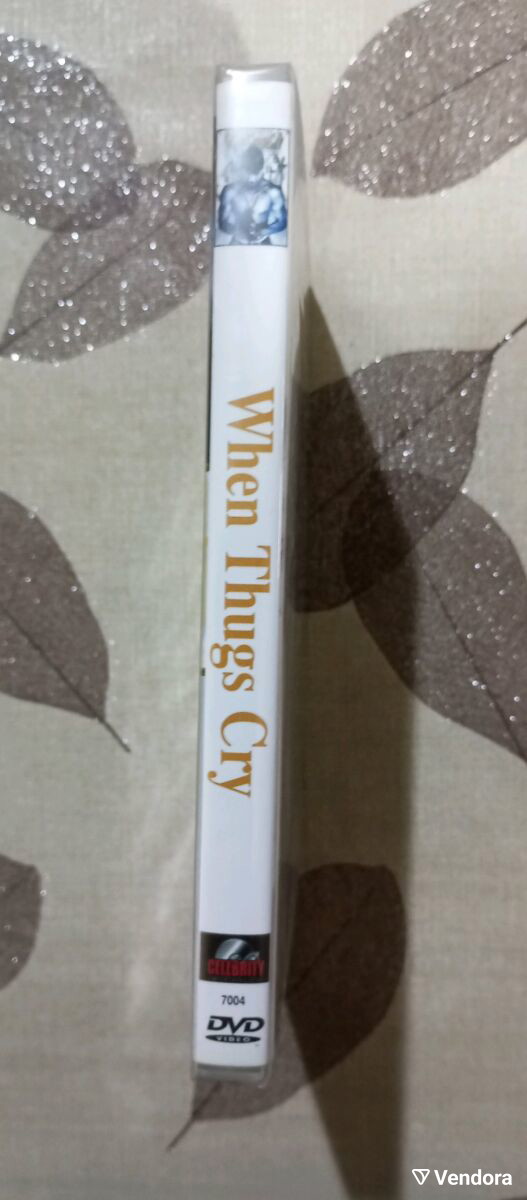 When Thugs Cry
CELEBRITY
7004
DVD
VIDEO
Vendora